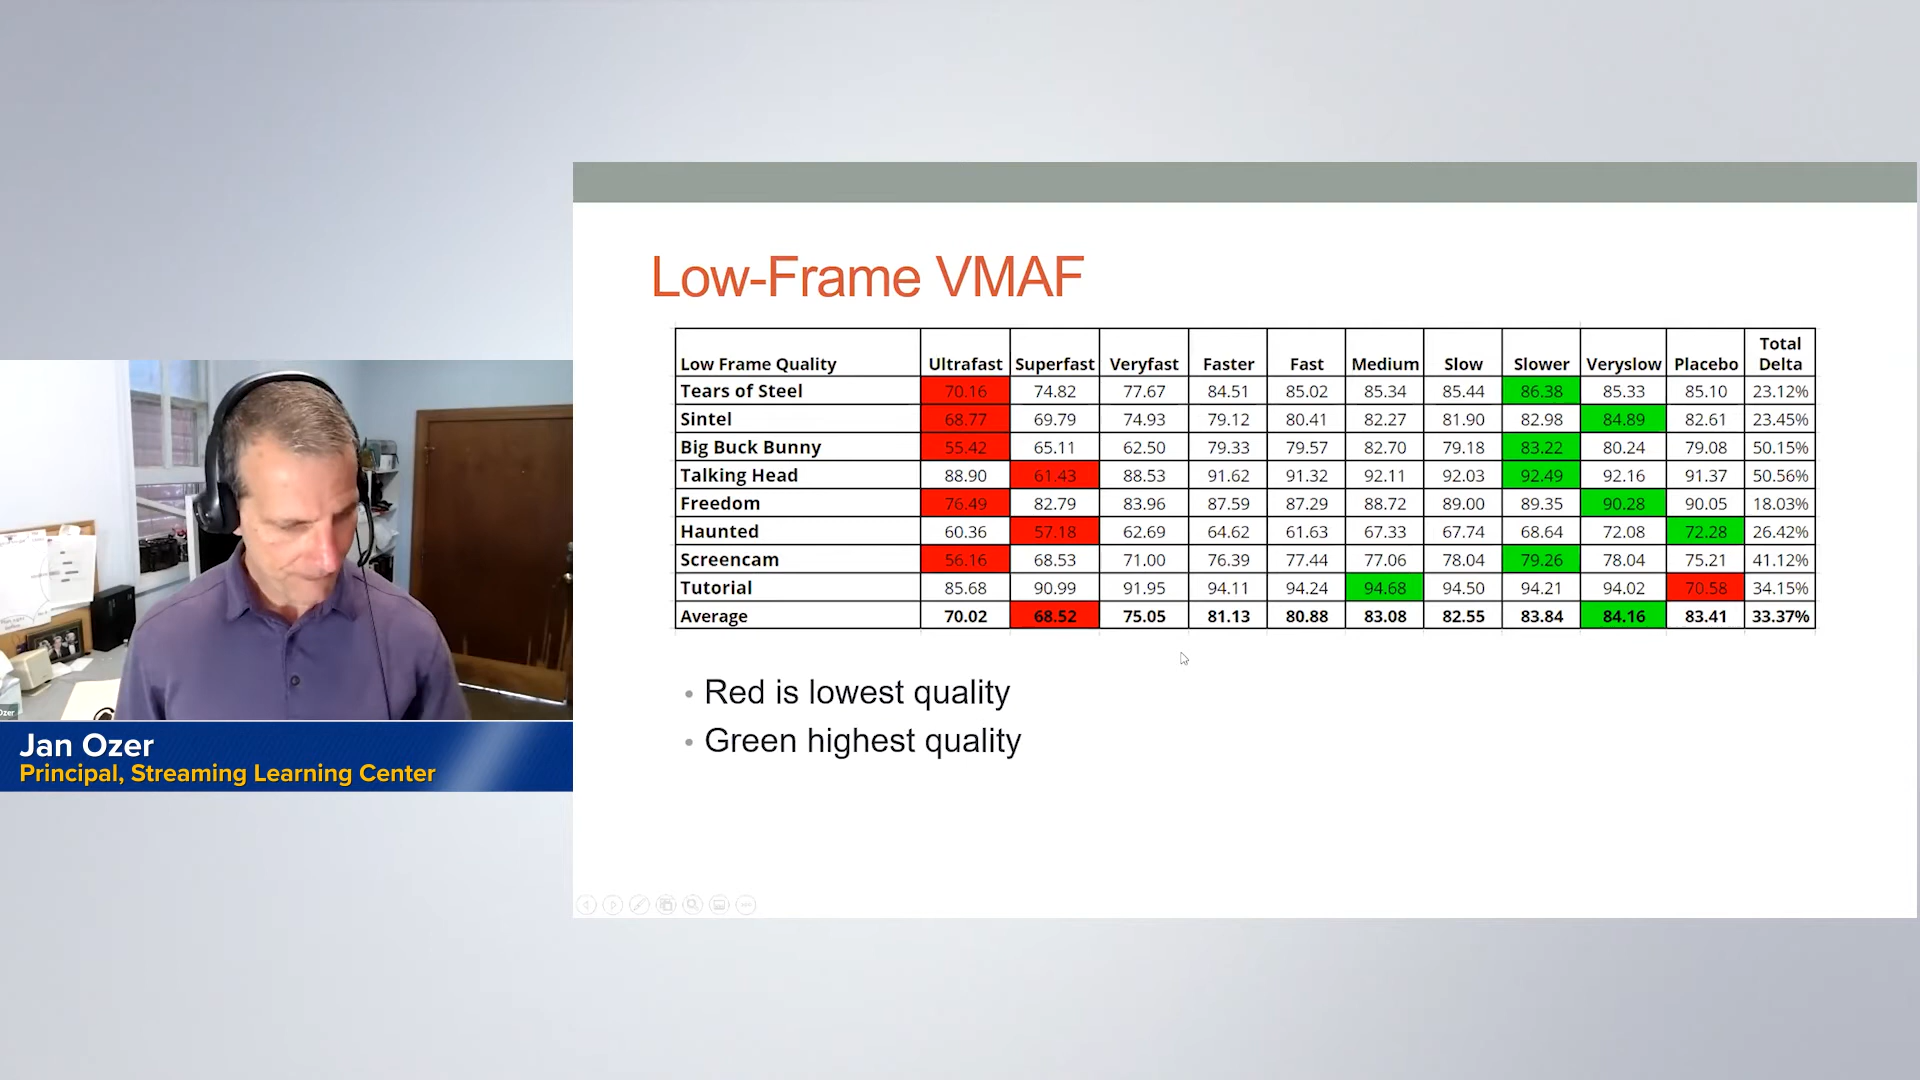 Low-Frame VMAF
Low Frame Quality Ultrafast Superfast Veryfast Faster Fast Medium Slow Slower Veryslow Placebo Total Delta
Tears of Steel 70.16 74.82 77.67 84.51 85.02 85.34 85.44 86.38 85.33 85.10 23.12%
Sintel 68.77 69.79 74.93 79.12 80.41 82.27 81.90 82.98 84.89 82.61 23.45%
Big Buck Bunny 55.42 65.11 62.50 79.33 79.57 82.70 79.18 83.22 80.24 79.08 50.15%
Talking Head 88.90 61.43 88.53 91.62 91.32 92.11 92.03 92.49 92.16 91.37 50.56%
Freedom 76.49 82.79 83.96 87.59 87.29 88.72 89.00 89.35 90.28 90.05 18.03%
Haunted 60.36 57.18 62.69 64.62 61.63 67.33 67.74 68.64 72.08 72.28 26.42%
Screencam 56.16 68.53 71.00 76.39 77.44 77.06 78.04 79.26 78.04 75.21 41.12%
Tutorial 85.68 90.99 91.95 94.11 94.24 94.68 94.50 94.21 94.02 70.58 34.15%
Average 70.02 68.52 75.05 81.13 80.88 83.08 82.55 83.84 84.16 83.41 33.37%
• Red is lowest quality
• Green highest quality
Ozer
Jan Ozer
Principal, Streaming Learning Center